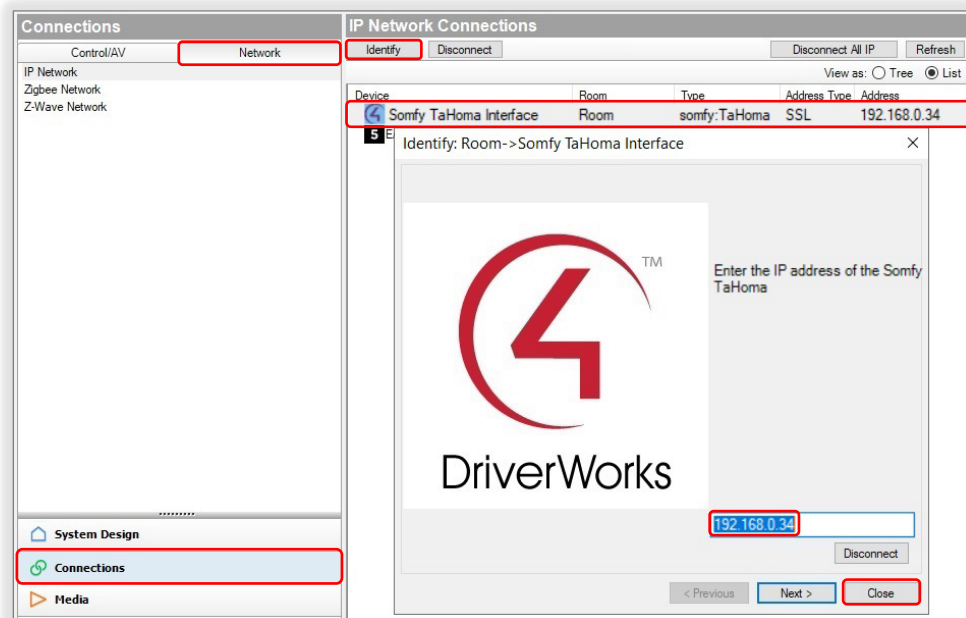 Connections
Control/AV Network
IP Network
Zigbee Network
Z-Wave Network
System Design
Connections
Media
IP Network Connections
Identify Disconnect Disconnect All IP Refresh
View as: Tree List
Device Room Type Address Type Address
Somfy TaHoma Interface Room somfy:TaHoma SSL 192.168.0.34
5
Identify: Room->Somfy TaHoma Interface
TM
DriverWorks
Enter the IP address of the Somfy
TaHoma
192.168.0.34
Disconnect
< Previous Next > Close